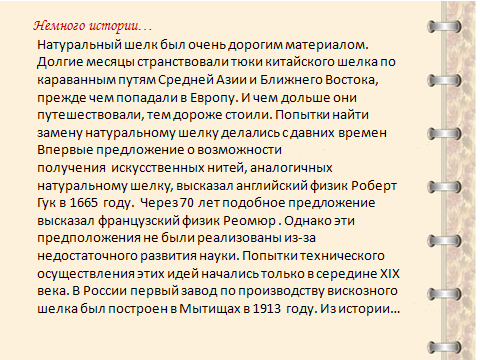 Немного истории…
Натуральный шелк был очень дорогим материалом.
Долгие месяцы странствовали тюки китайского шелка по
караванным путям Средней Азии и Ближнего Востока,
прежде чем попадали в Европу. И чем дольше они
путешествовали, тем дороже стоили. Попытки найти
замену натуральному шелку делались с давних времен
Впервые предложение о возможности
получения искусственных нитей, аналогичных
натуральному шелку, высказал английский физик Роберт
Гук в 1665 году. Через 70 лет подобное предложение
высказал французский физик Реомюр . Однако эти
предположения не были реализованы из-за
недостаточного развития науки. Попытки технического
осуществления этих идей начались только в середине XIX
века. В России первый завод по производству вискозного
шелка был построен в Мытищах в 1913 году. Из истории…